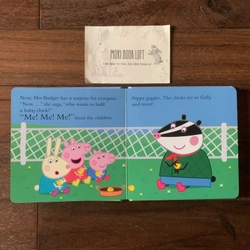 MORI BOOK LOFT
Next, Mrs Badger has a surprise for everyone.
"Now . . ." she says, "who wants to hold
a baby chick?"
"Me! Me! Me!" shout the children.
Peppa giggles. The chicks are so fluffy
and sweet!